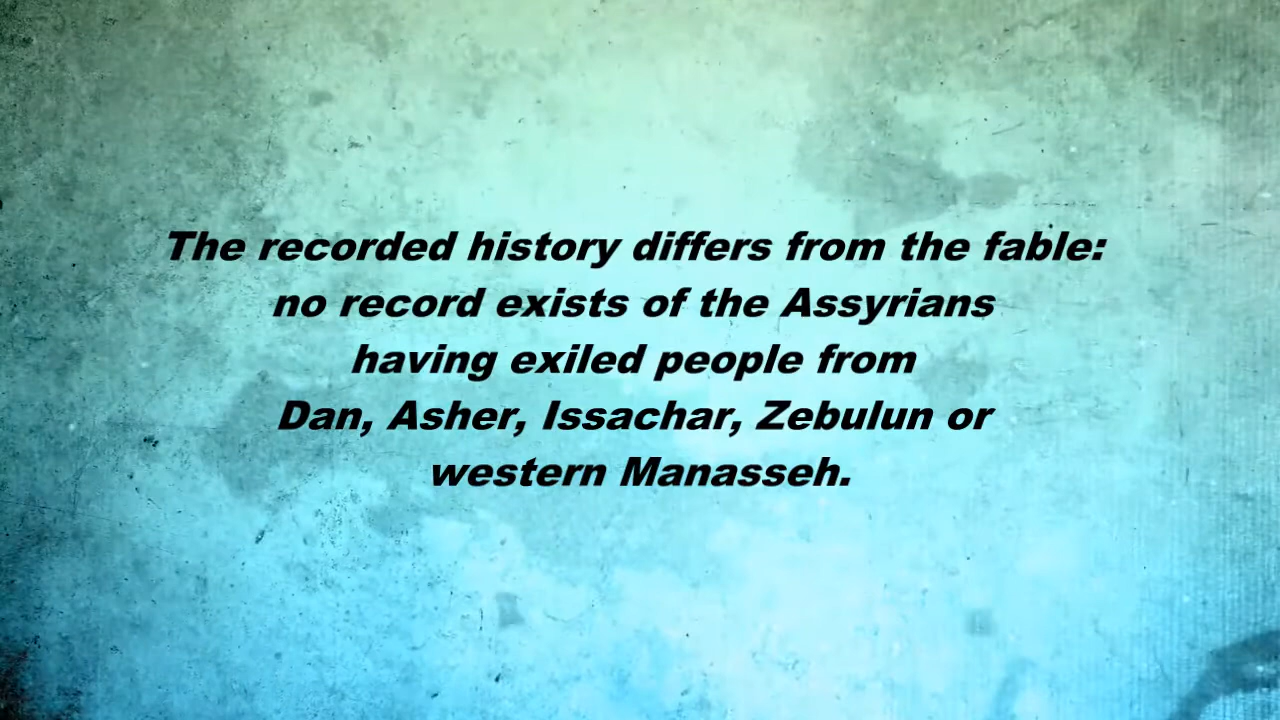 The recorded history differs from the fable:
no record exists of the Assyrians
having exiled people from
Dan, Asher, Issachar, Zebulun or
western Manasseh.